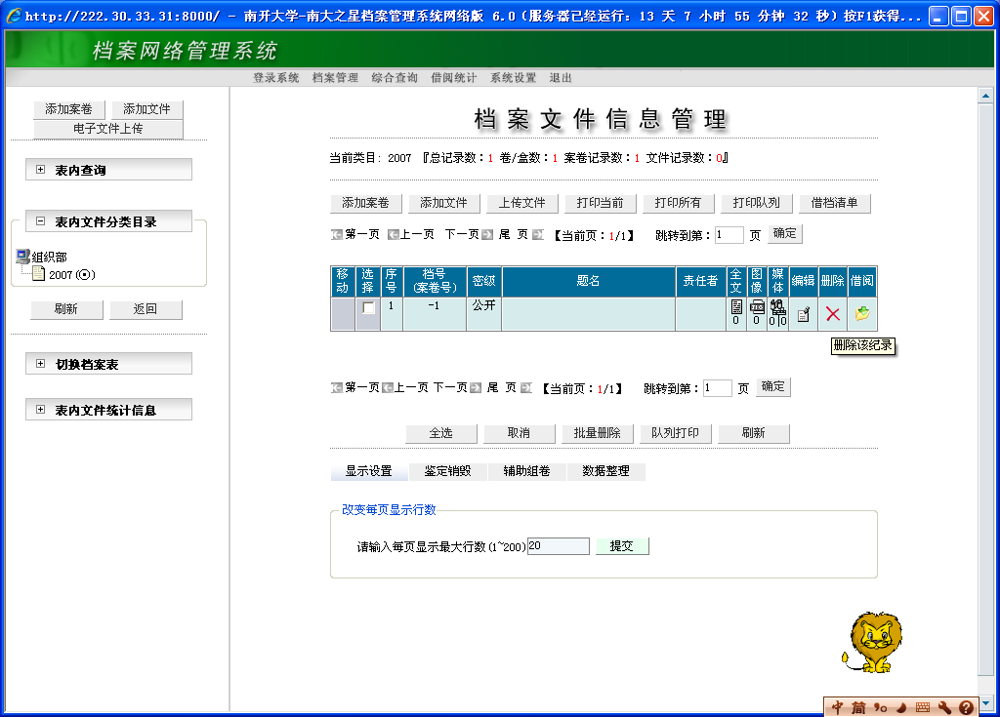 http://222.30.33.31:8000/ - 南开大学-南大之星档案管理系统网络版 6.0（服务器已经运行：13 天 7 小时 55 分钟 32 秒）按F1获得...
档案网络管理系统
登录系统 档案管理 综合查询 借阅统计 系统设置 退出
添加案卷 添加文件
电子文件上传
表内查询
表内文件分类目录
组织部
2007 (⊙)
刷新 返回
切换档案表
表内文件统计信息
档案文件信息管理
当前类目: 2007 『总记录数：1 卷/盒数：1 案卷记录数：1 文件记录数：0』
添加案卷 添加文件 上传文件 打印当前 打印所有 打印队列 借档清单
第一页 上一页 下一页 尾 页 【当前页：1/1】 跳转到第：1 页 确定
移动 选择 序号 档号(案卷号) 密级 题名 责任者 全文 图像 媒体 编辑 删除 借阅
1 -1 公开 0 0 0|0
删除该纪录
第一页 上一页 下一页 尾 页 【当前页：1/1】 跳转到第：1 页 确定
全选 取消 批量删除 队列打印 刷新
显示设置 鉴定销毁 辅助组卷 数据整理
改变每页显示行数
请输入每页显示最大行数(1~200) 20 提交
中 简